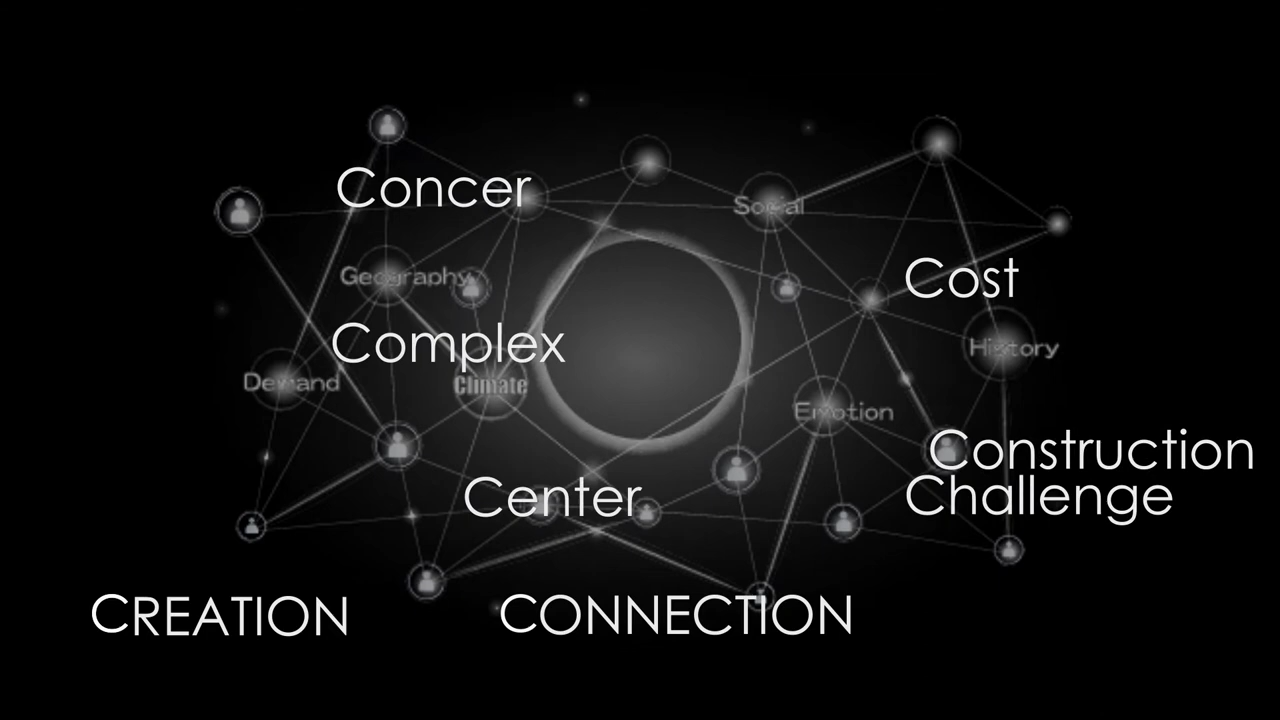 Concer
Social
Geography
Cost
Complex
History
Demand
Climate
Emotion
Construction
Center
Challenge
CREATION
CONNECTION